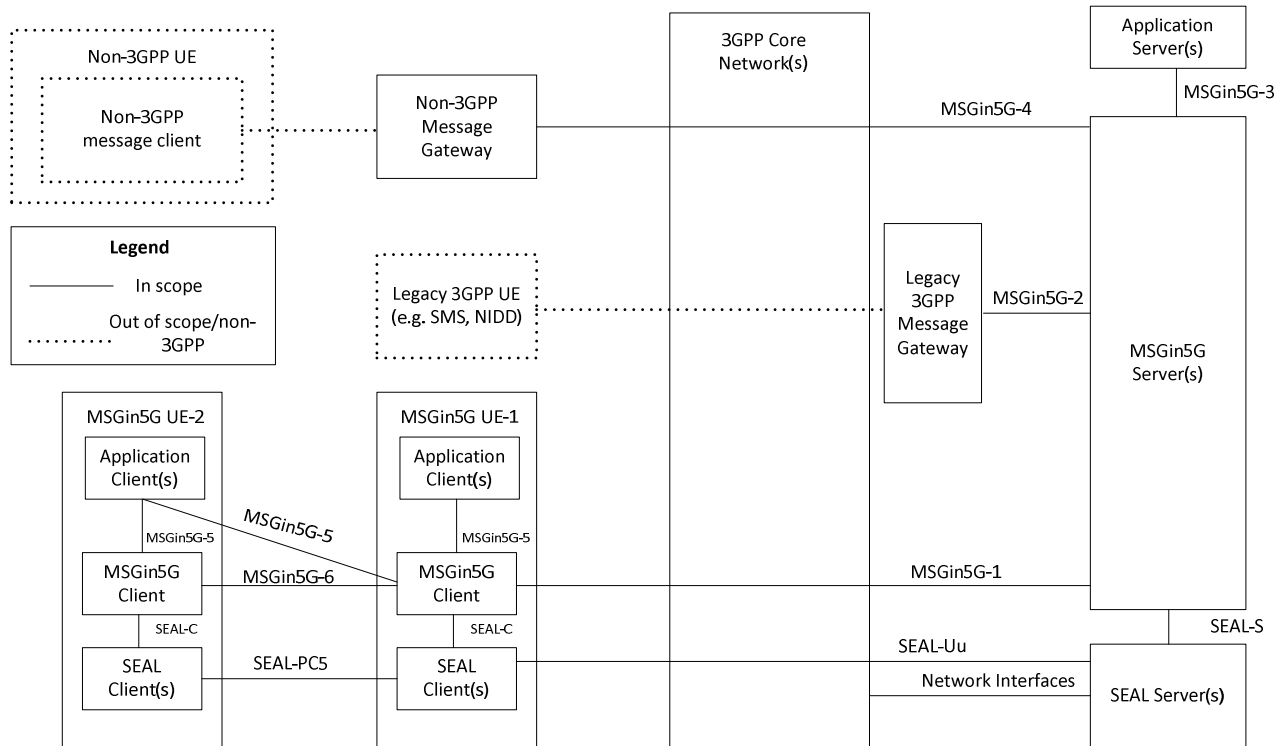 Non-3GPP UE
Non-3GPP
message client
Non-3GPP
Message
Gateway
3GPP Core
Network(s)
Application
Server(s)
MSGin5G-3
MSGin5G-4
Legend
In scope
Out of scope/non-
3GPP
Legacy 3GPP UE
(e.g. SMS, NIDD)
Legacy
3GPP
Message
Gateway
MSGin5G-2
MSGin5G
Server(s)
MSGin5G UE-2
Application
Client(s)
MSGin5G-5
MSGin5G
Client
SEAL-C
SEAL
Client(s)
MSGin5G-5
MSGin5G-6
SEAL-PC5
MSGin5G UE-1
Application
Client(s)
MSGin5G-5
MSGin5G
Client
SEAL-C
SEAL
Client(s)
MSGin5G-1
SEAL-S
SEAL-Uu
Network Interfaces
SEAL Server(s)